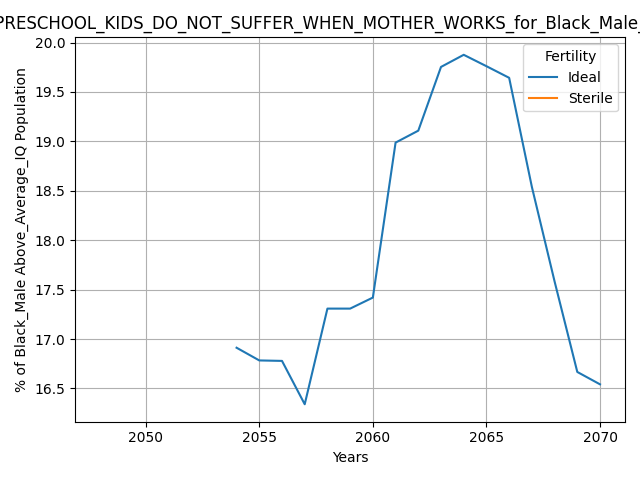 PRESCHOOL_KIDS_DO_NOT_SUFFER_WHEN_MOTHER_WORKS_for_Black_Male_
20.0
19.5
19.0
18.5
18.0
17.5
17.0
16.5
% of Black_Male Above_Average_IQ Population
Fertility
Ideal
Sterile
2050 2055 2060 2065 2070
Years